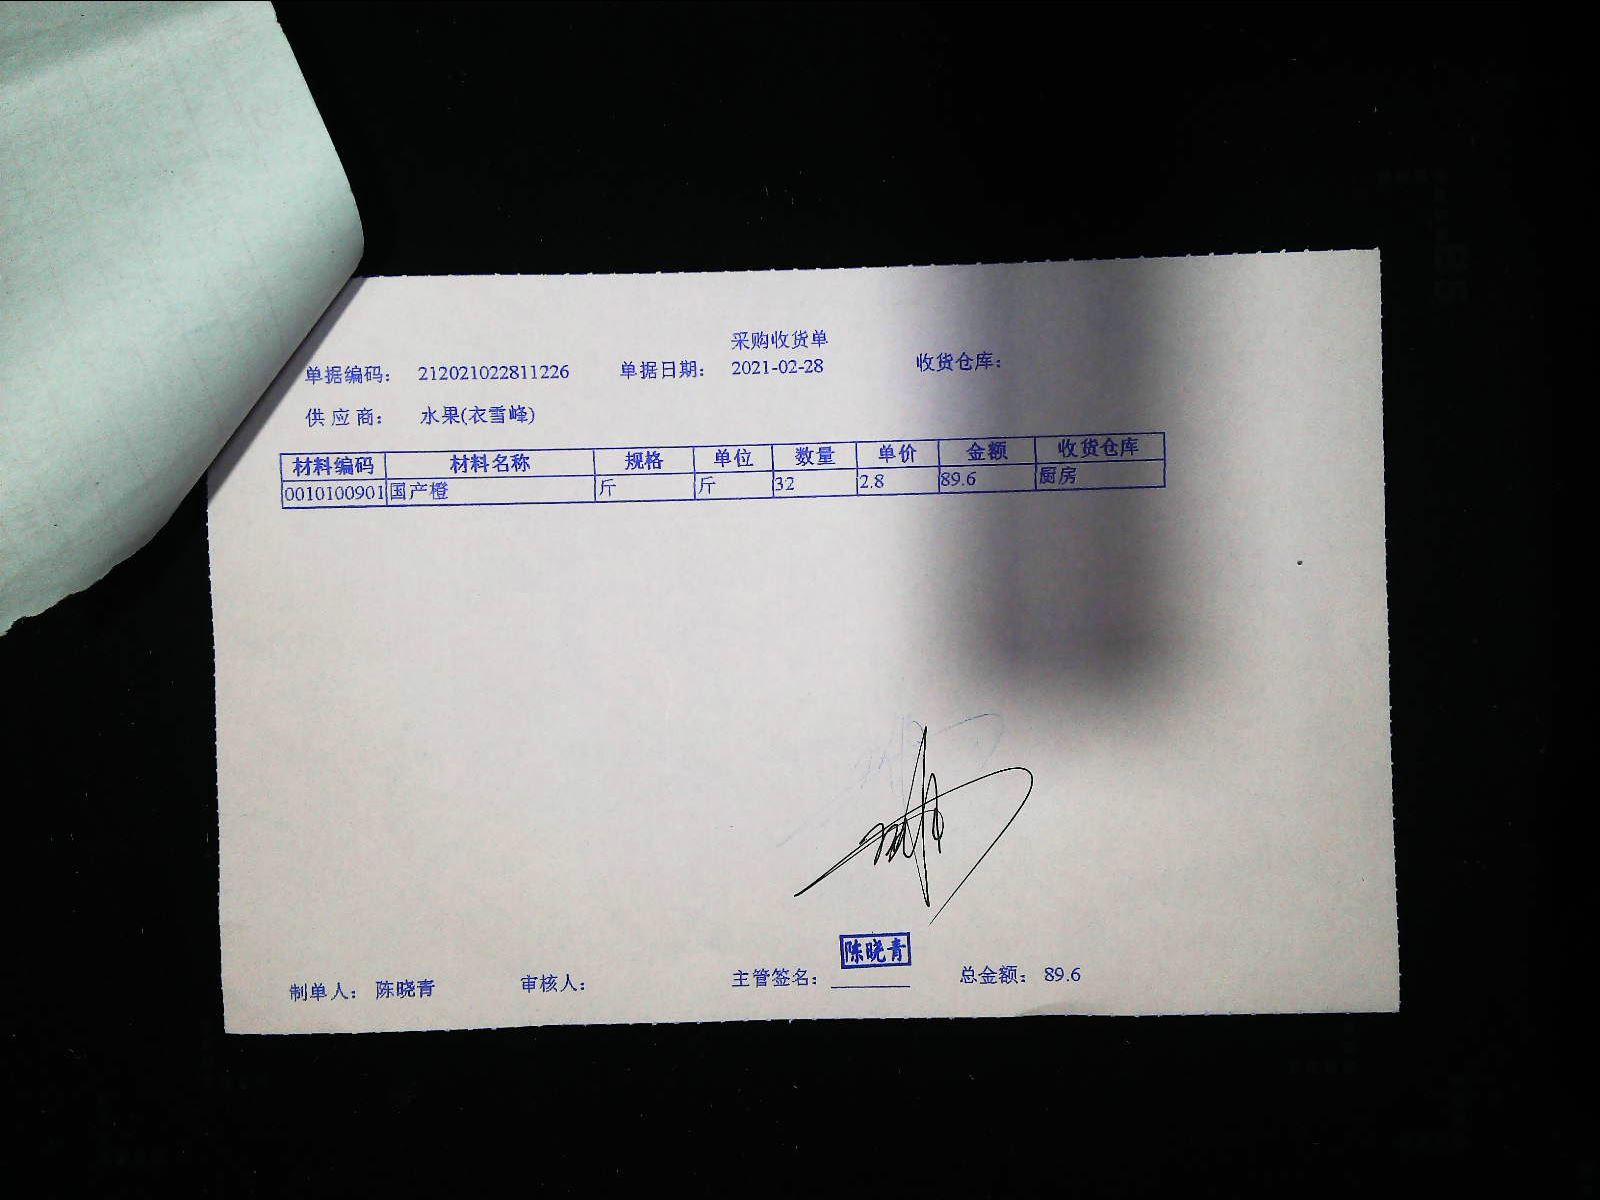 采购收货单
单据编码： 212021022811226 单据日期： 2021-02-28 收货仓库：
供 应 商： 水果(衣雪峰)
材料编码 材料名称 规格 单位 数量 单价 金额 收货仓库
0010100901 国产橙 斤 斤 32 2.8 89.6 厨房
陈晓青
制单人： 陈晓青 审核人： 主管签名： 总金额： 89.6